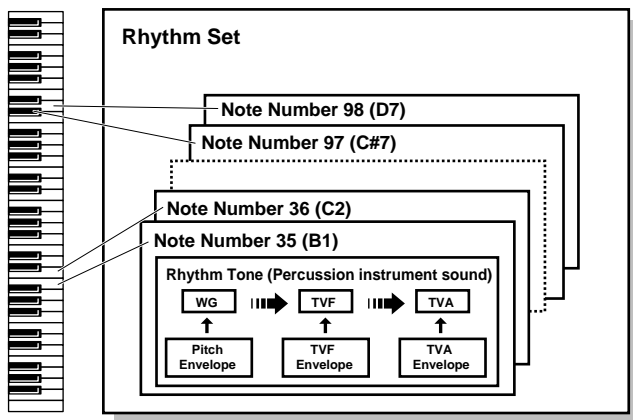 Rhythm Set
Note Number 98 (D7)
Note Number 97 (C#7)
Note Number 36 (C2)
Note Number 35 (B1)
Rhythm Tone (Percussion instrument sound)
WG
TVF
TVA
Pitch
Envelope
TVF
Envelope
TVA
Envelope